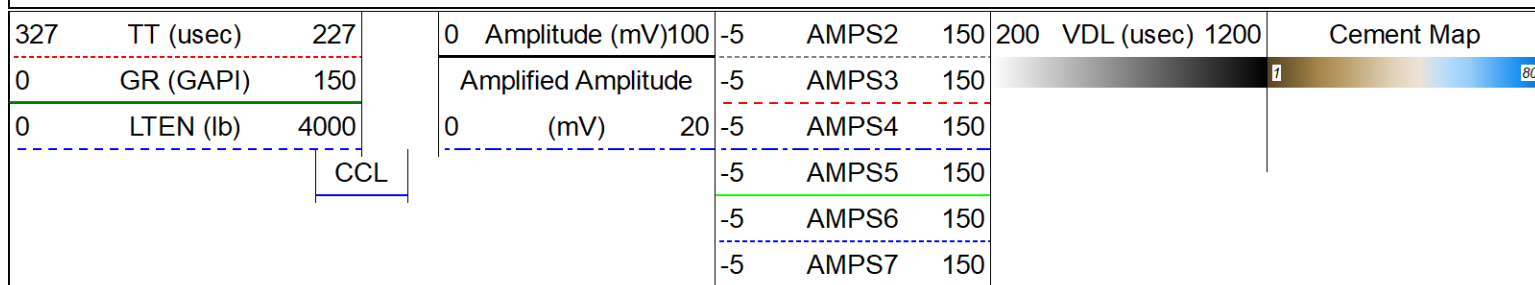 327 TT (usec) 227 0 Amplitude (mV)100 -5 AMPS2 150 200 VDL (usec) 1200 Cement Map
0 GR (GAPI) 150 Amplified Amplitude -5 AMPS3 150 1 80
0 LTEN (lb) 4000 0 (mV) 20 -5 AMPS4 150
CCL -5 AMPS5 150
-5 AMPS6 150
-5 AMPS7 150